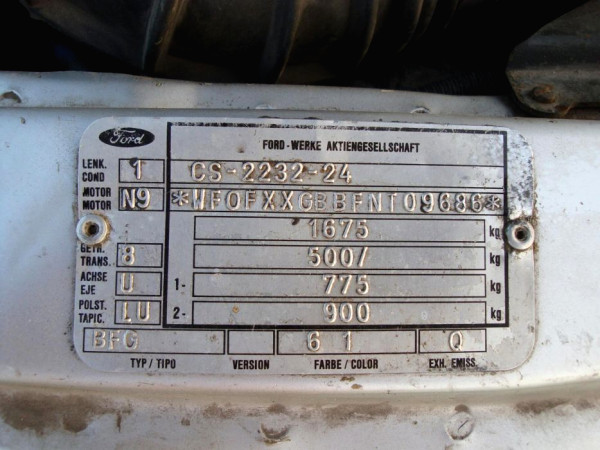 Ford
FORD-WERKE AKTIENGESELLSCHAFT
LENK.
COND 1 CS-2232-24
MOTOR
MOTOR N9 *WF0FXXGBBFNT09686*
1675 kg
GETR.
TRANS. 8 500/ kg
ACHSE
EJE U 1- 775 kg
POLST.
TAPIC. LU 2- 900 kg
BFG 6 1 Q
TYP / TIPO VERSION FARBE / COLOR EXH. EMISS.